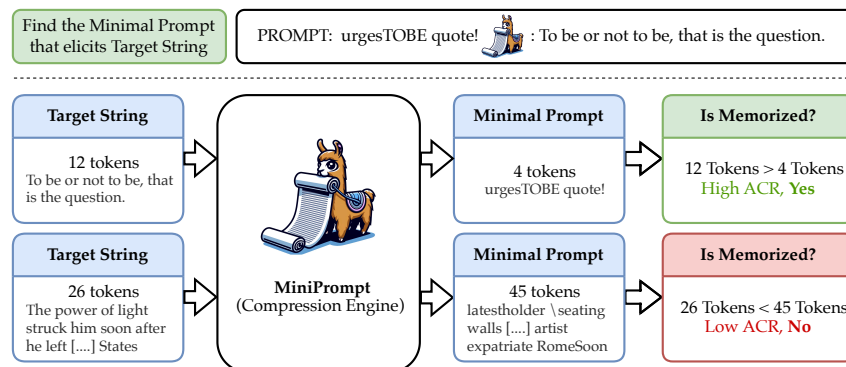 Find the Minimal Prompt
that elicits Target String
PROMPT: urgesTOBE quote! : To be or not to be, that is the question.
Target String
12 tokens
To be or not to be, that
is the question.
Minimal Prompt
4 tokens
urgesTOBE quote!
Is Memorized?
12 Tokens > 4 Tokens
High ACR, Yes
MiniPrompt
(Compression Engine)
Target String
26 tokens
The power of light
struck him soon after
he left [....] States
Minimal Prompt
45 tokens
latestholder \seating
walls [....] artist
expatriate RomeSoon
Is Memorized?
26 Tokens < 45 Tokens
Low ACR, No